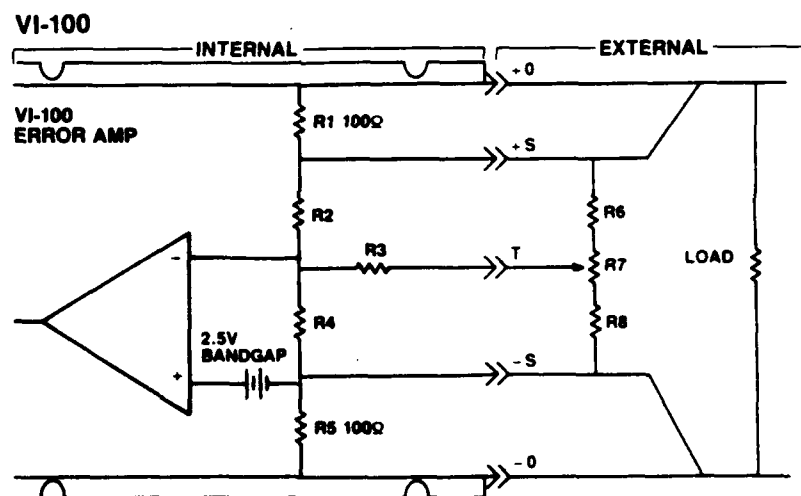 VI-100
INTERNAL
EXTERNAL
+0
VI-100
ERROR AMP
R1 100Ω
+S
R2
R6
R3
T
R7
LOAD
−
R4
R8
2.5V
BANDGAP
−S
+
R5 100Ω
−0